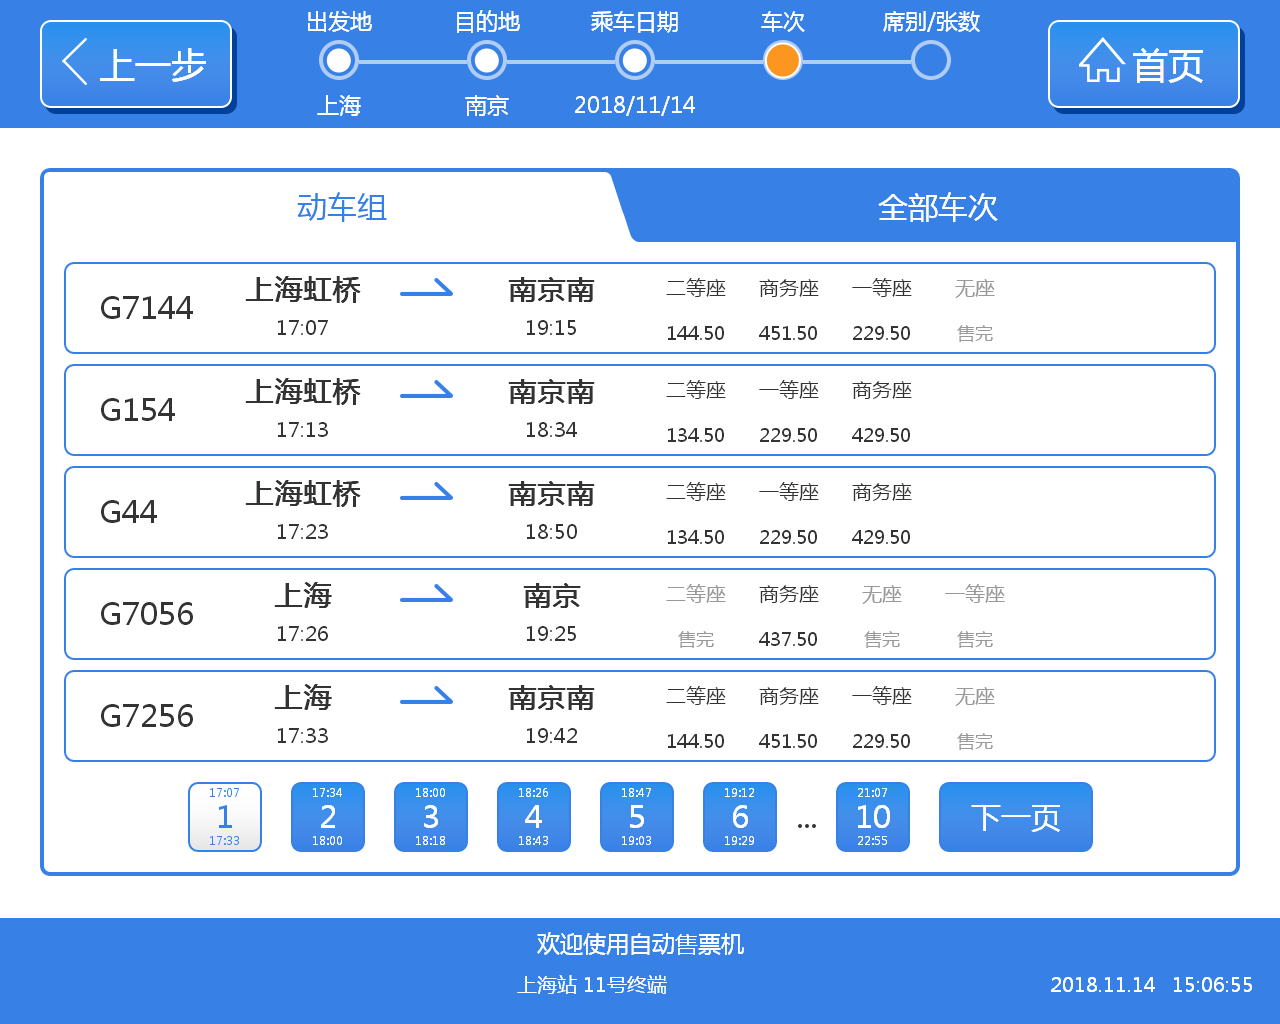 上一步
出发地 目的地 乘车日期 车次 席别/张数
上海 南京 2018/11/14
首页
动车组 全部车次
G7144 上海虹桥 南京南 二等座 商务座 一等座 无座
17:07 19:15 144.50 451.50 229.50 售完
G154 上海虹桥 南京南 二等座 一等座 商务座
17:13 18:34 134.50 229.50 429.50
G44 上海虹桥 南京南 二等座 一等座 商务座
17:23 18:50 134.50 229.50 429.50
G7056 上海 南京 二等座 商务座 无座 一等座
17:26 19:25 售完 437.50 售完 售完
G7256 上海 南京南 二等座 商务座 一等座 无座
17:33 19:42 144.50 451.50 229.50 售完
17:07 17:34 18:00 18:26 18:47 19:12 21:07
1 2 3 4 5 6 ... 10 下一页
17:33 18:00 18:18 18:43 19:03 19:29 22:55
欢迎使用自动售票机
上海站 11号终端 2018.11.14 15:06:55